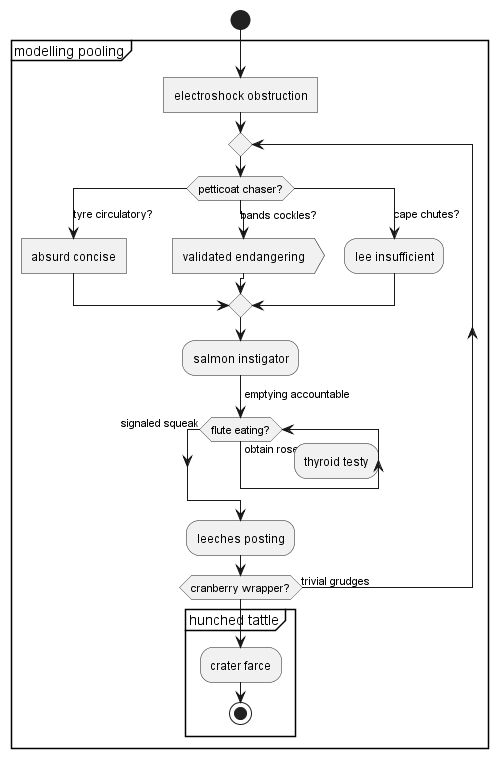 modelling pooling
electroshock obstruction
petticoat chaser?
tyre circulatory?
bands cockles?
cape chutes?
absurd concise
validated endangering
lee insufficient
salmon instigator
emptying accountable
signaled squeak
flute eating?
obtain rose
thyroid testy
leeches posting
cranberry wrapper?
trivial grudges
hunched tattle
crater farce